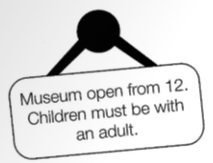 Museum open from 12.
Children must be with
an adult.